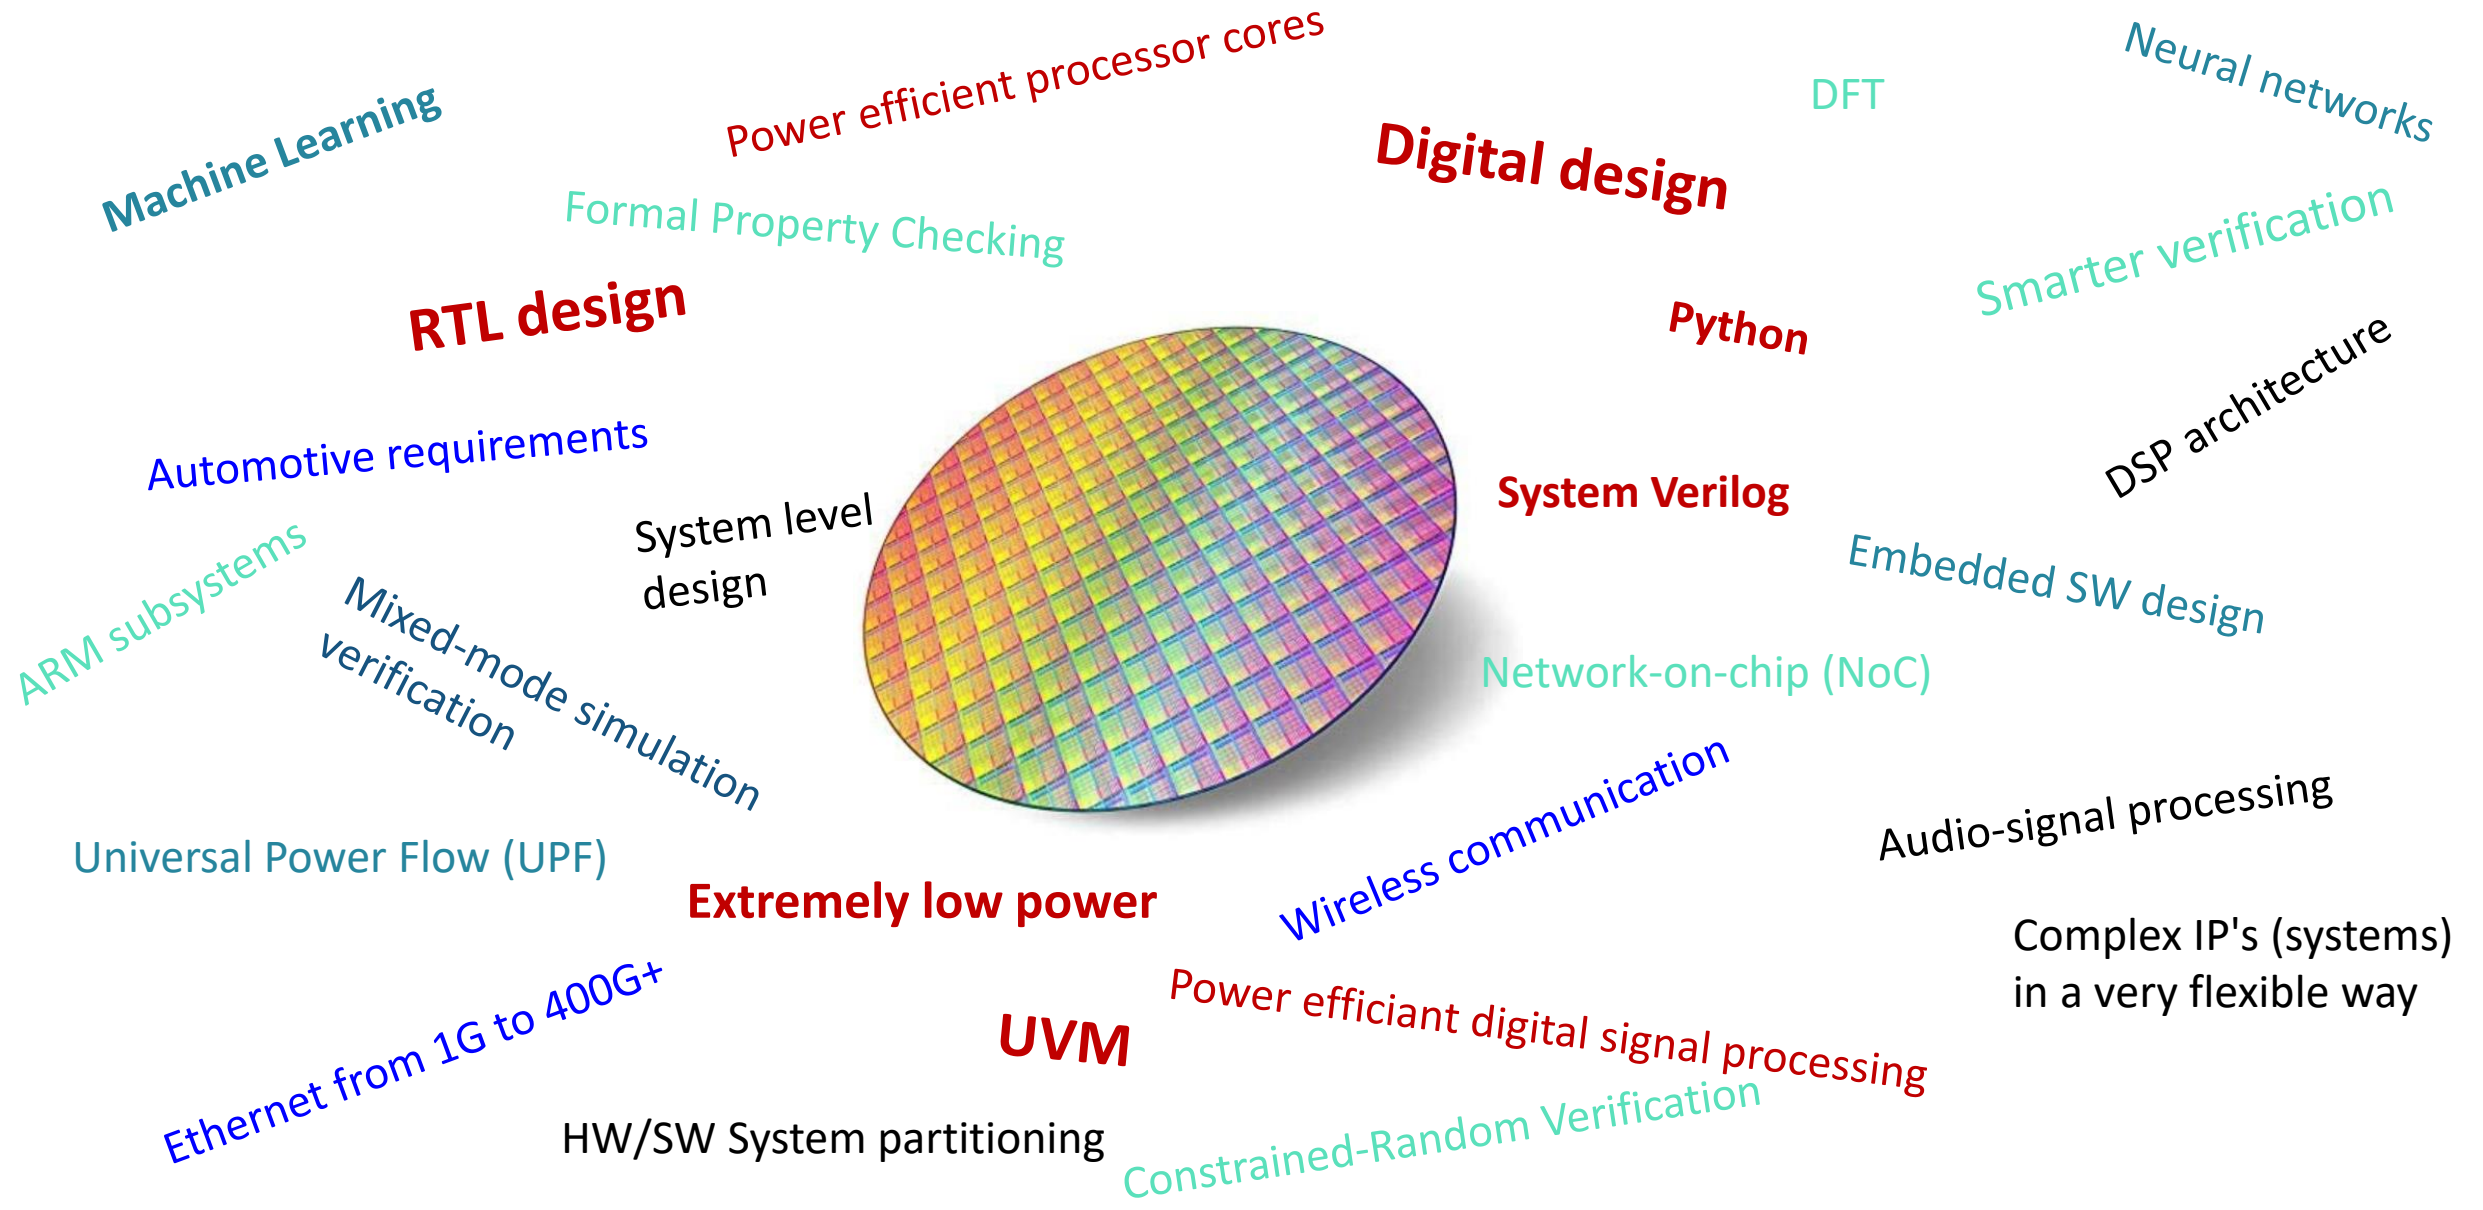 Neural networks
Power efficient processor cores
DFT
Machine Learning
Digital design
Formal Property Checking
Smarter verification
RTL design
Python
DSP architecture
Automotive requirements
System Verilog
System level
design
ARM subsystems
Embedded SW design
Mixed-mode simulation
verification
Network-on-chip (NoC)
Wireless communication
Audio-signal processing
Universal Power Flow (UPF)
Extremely low power
Complex IP's (systems)
in a very flexible way
Ethernet from 1G to 400G+
Power efficiant digital signal processing
UVM
HW/SW System partitioning
Constrained-Random Verification